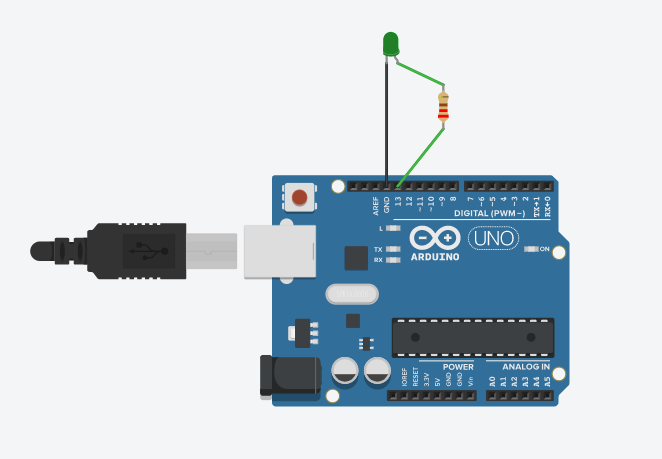 AREF
GND
13
12
~11
~10
~9
8
7
~6
~5
4
~3
2
TX→1
RX←0
DIGITAL (PWM~)
L
TX
RX
ARDUINO
UNO
ON
POWER
ANALOG IN
IOREF
RESET
3.3V
5V
GND
GND
Vin
A0
A1
A2
A3
A4
A5